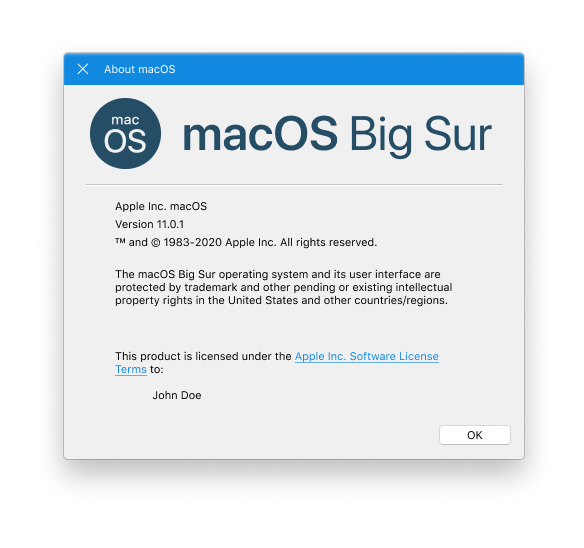 About macOS
mac
OS
macOS Big Sur
Apple Inc. macOS
Version 11.0.1
™ and © 1983-2020 Apple Inc. All rights reserved.
The macOS Big Sur operating system and its user interface are
protected by trademark and other pending or existing intellectual
property rights in the United States and other countries/regions.
This product is licensed under the Apple Inc. Software License
Terms to:
John Doe
OK